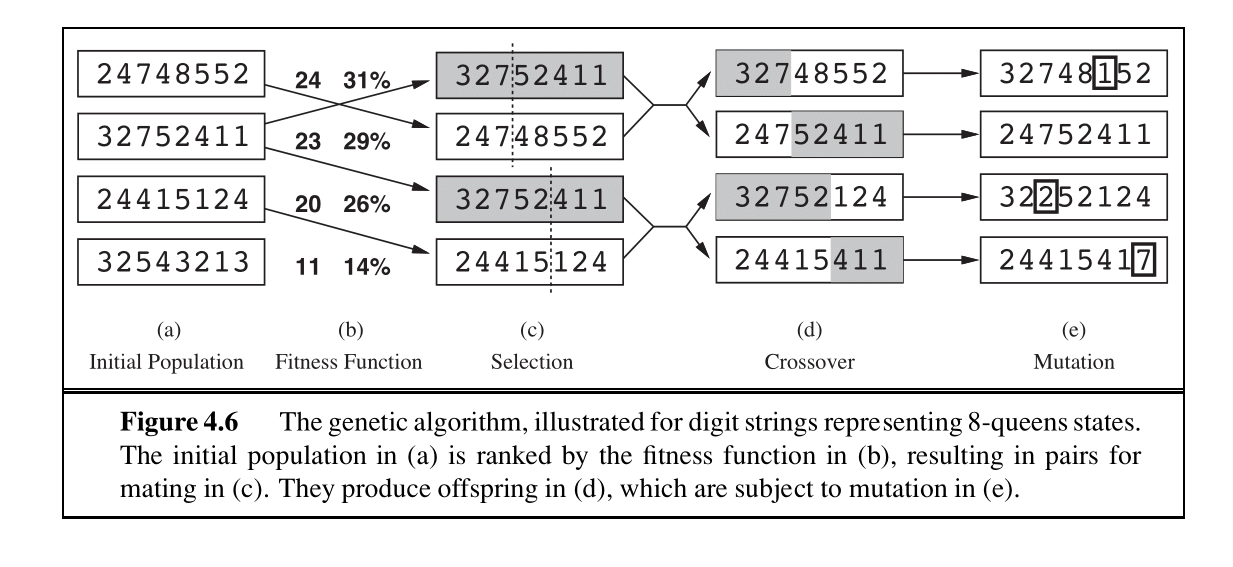 24748552 24 31% 32752411 32748552 32748152
32752411 23 29% 24748552 24752411 24752411
24415124 20 26% 32752411 32752124 32252124
32543213 11 14% 24415124 24415411 24415417
(a) (b) (c) (d) (e)
Initial Population Fitness Function Selection Crossover Mutation
Figure 4.6 The genetic algorithm, illustrated for digit strings representing 8-queens states.
The initial population in (a) is ranked by the fitness function in (b), resulting in pairs for
mating in (c). They produce offspring in (d), which are subject to mutation in (e).